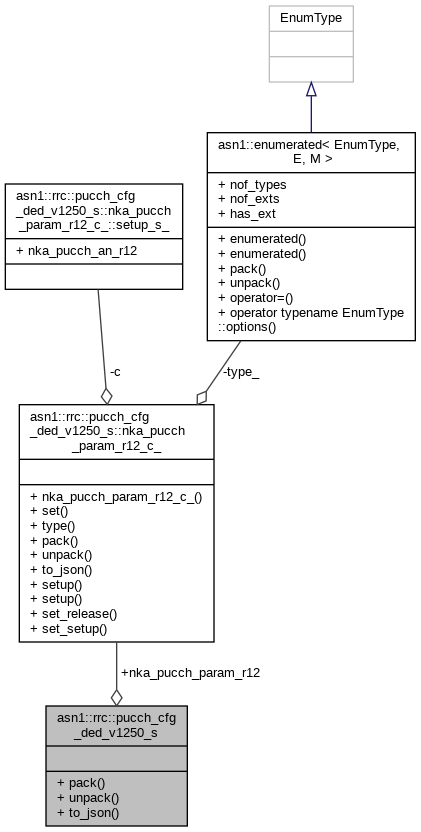 EnumType
asn1::enumerated< EnumType,
E, M >
+ nof_types
+ nof_exts
+ has_ext
+ enumerated()
+ enumerated()
+ pack()
+ unpack()
+ operator=()
+ operator typename EnumType
::options()
asn1::rrc::pucch_cfg
_ded_v1250_s::nka_pucch
_param_r12_c_::setup_s_
+ nka_pucch_an_r12
-c
-type_
asn1::rrc::pucch_cfg
_ded_v1250_s::nka_pucch
_param_r12_c_
+ nka_pucch_param_r12_c_()
+ set()
+ type()
+ pack()
+ unpack()
+ to_json()
+ setup()
+ setup()
+ set_release()
+ set_setup()
+nka_pucch_param_r12
asn1::rrc::pucch_cfg
_ded_v1250_s
+ pack()
+ unpack()
+ to_json()